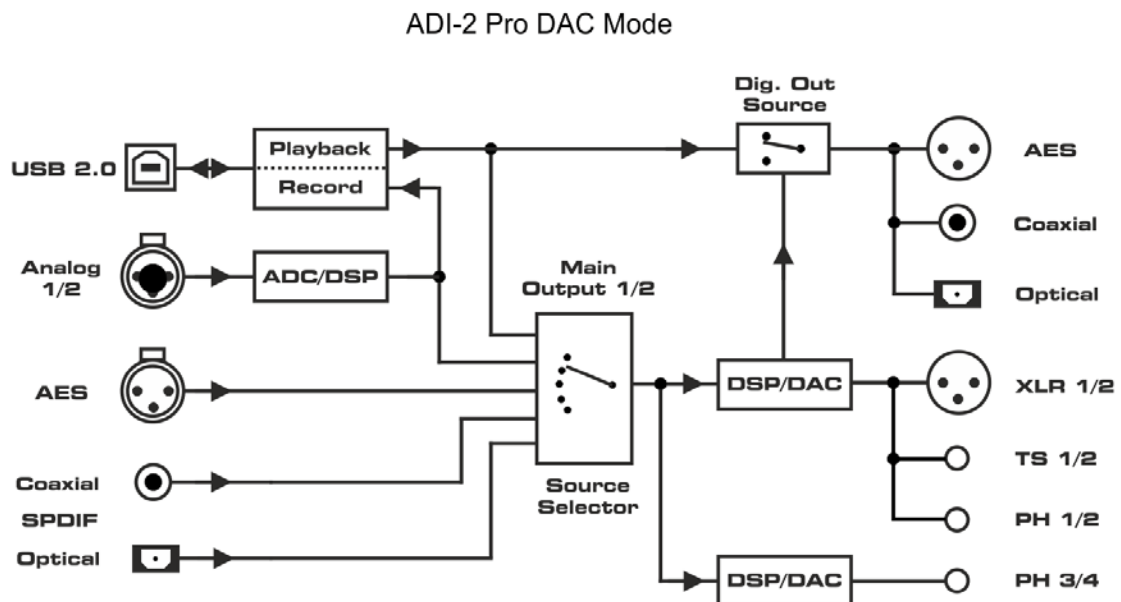 ADI-2 Pro DAC Mode
Dig. Out
Source
USB 2.0
Playback
Record
AES
Coaxial
Analog
1/2
ADC/DSP
Main
Output 1/2
Optical
AES
DSP/DAC
XLR 1/2
TS 1/2
Coaxial
SPDIF
Optical
Source
Selector
PH 1/2
DSP/DAC
PH 3/4